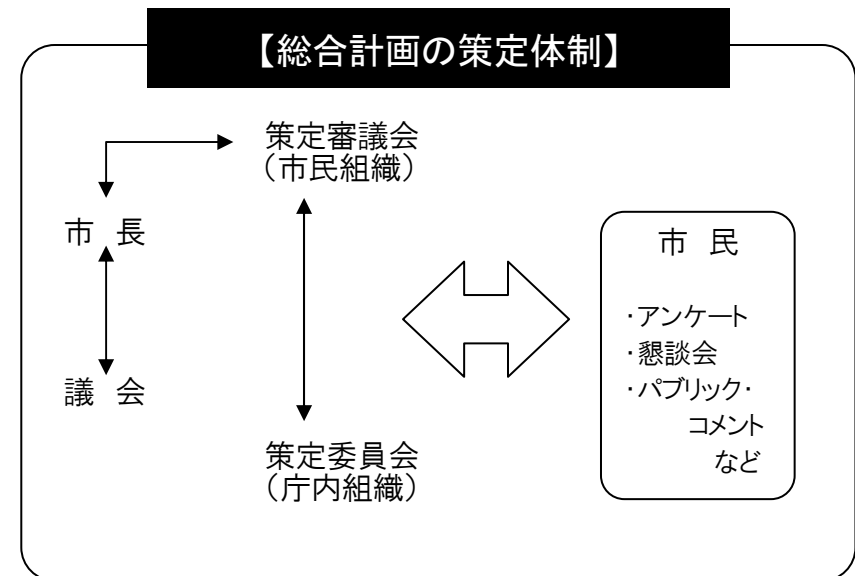 【総合計画の策定体制】
策定審議会
（市民組織）
市 長
議 会
策定委員会
（庁内組織）
市 民
・アンケート
・懇談会
・パブリック・
コメント
など